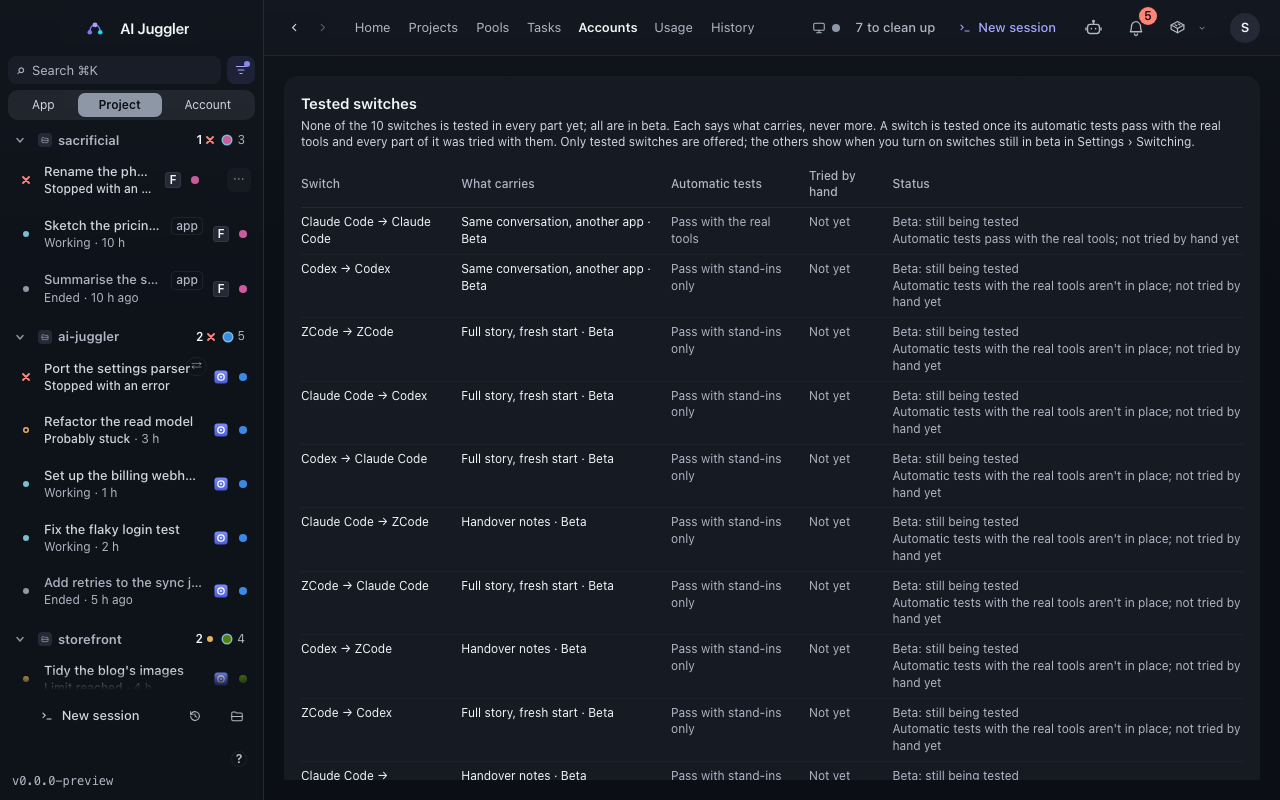 AI Juggler
Search ⌘K
App Project Account
sacrificial 1 3
Rename the ph... F
Stopped with an ...
Sketch the pricin... app F
Working · 10 h
Summarise the s... app F
Ended · 10 h ago
ai-juggler 2 5
Port the settings parser
Stopped with an error
Refactor the read model
Probably stuck · 3 h
Set up the billing webh...
Working · 1 h
Fix the flaky login test
Working · 2 h
Add retries to the sync j...
Ended · 5 h ago
storefront 2 4
Tidy the blog's images
Limit reached · 4 h
New session
?
v0.0.0-preview
Home Projects Pools Tasks Accounts Usage History 7 to clean up New session 5 S
Tested switches
None of the 10 switches is tested in every part yet; all are in beta. Each says what carries, never more. A switch is tested once its automatic tests pass with the real
tools and every part of it was tried with them. Only tested switches are offered; the others show when you turn on switches still in beta in Settings › Switching.
Switch What carries Automatic tests Tried by hand Status
Claude Code → Claude Code Same conversation, another app · Beta Pass with the real tools Not yet Beta: still being tested
Automatic tests pass with the real tools; not tried by hand yet
Codex → Codex Same conversation, another app · Beta Pass with stand-ins only Not yet Beta: still being tested
Automatic tests with the real tools aren't in place; not tried by
hand yet
ZCode → ZCode Full story, fresh start · Beta Pass with stand-ins only Not yet Beta: still being tested
Automatic tests with the real tools aren't in place; not tried by
hand yet
Claude Code → Codex Full story, fresh start · Beta Pass with stand-ins only Not yet Beta: still being tested
Automatic tests with the real tools aren't in place; not tried by
hand yet
Codex → Claude Code Full story, fresh start · Beta Pass with stand-ins only Not yet Beta: still being tested
Automatic tests with the real tools aren't in place; not tried by
hand yet
Claude Code → ZCode Handover notes · Beta Pass with stand-ins only Not yet Beta: still being tested
Automatic tests with the real tools aren't in place; not tried by
hand yet
ZCode → Claude Code Full story, fresh start · Beta Pass with stand-ins only Not yet Beta: still being tested
Automatic tests with the real tools aren't in place; not tried by
hand yet
Codex → ZCode Handover notes · Beta Pass with stand-ins only Not yet Beta: still being tested
Automatic tests with the real tools aren't in place; not tried by
hand yet
ZCode → Codex Full story, fresh start · Beta Pass with stand-ins only Not yet Beta: still being tested
Automatic tests with the real tools aren't in place; not tried by
hand yet
Claude Code → Handover notes · Beta Pass with stand-ins Not yet Beta: still being tested